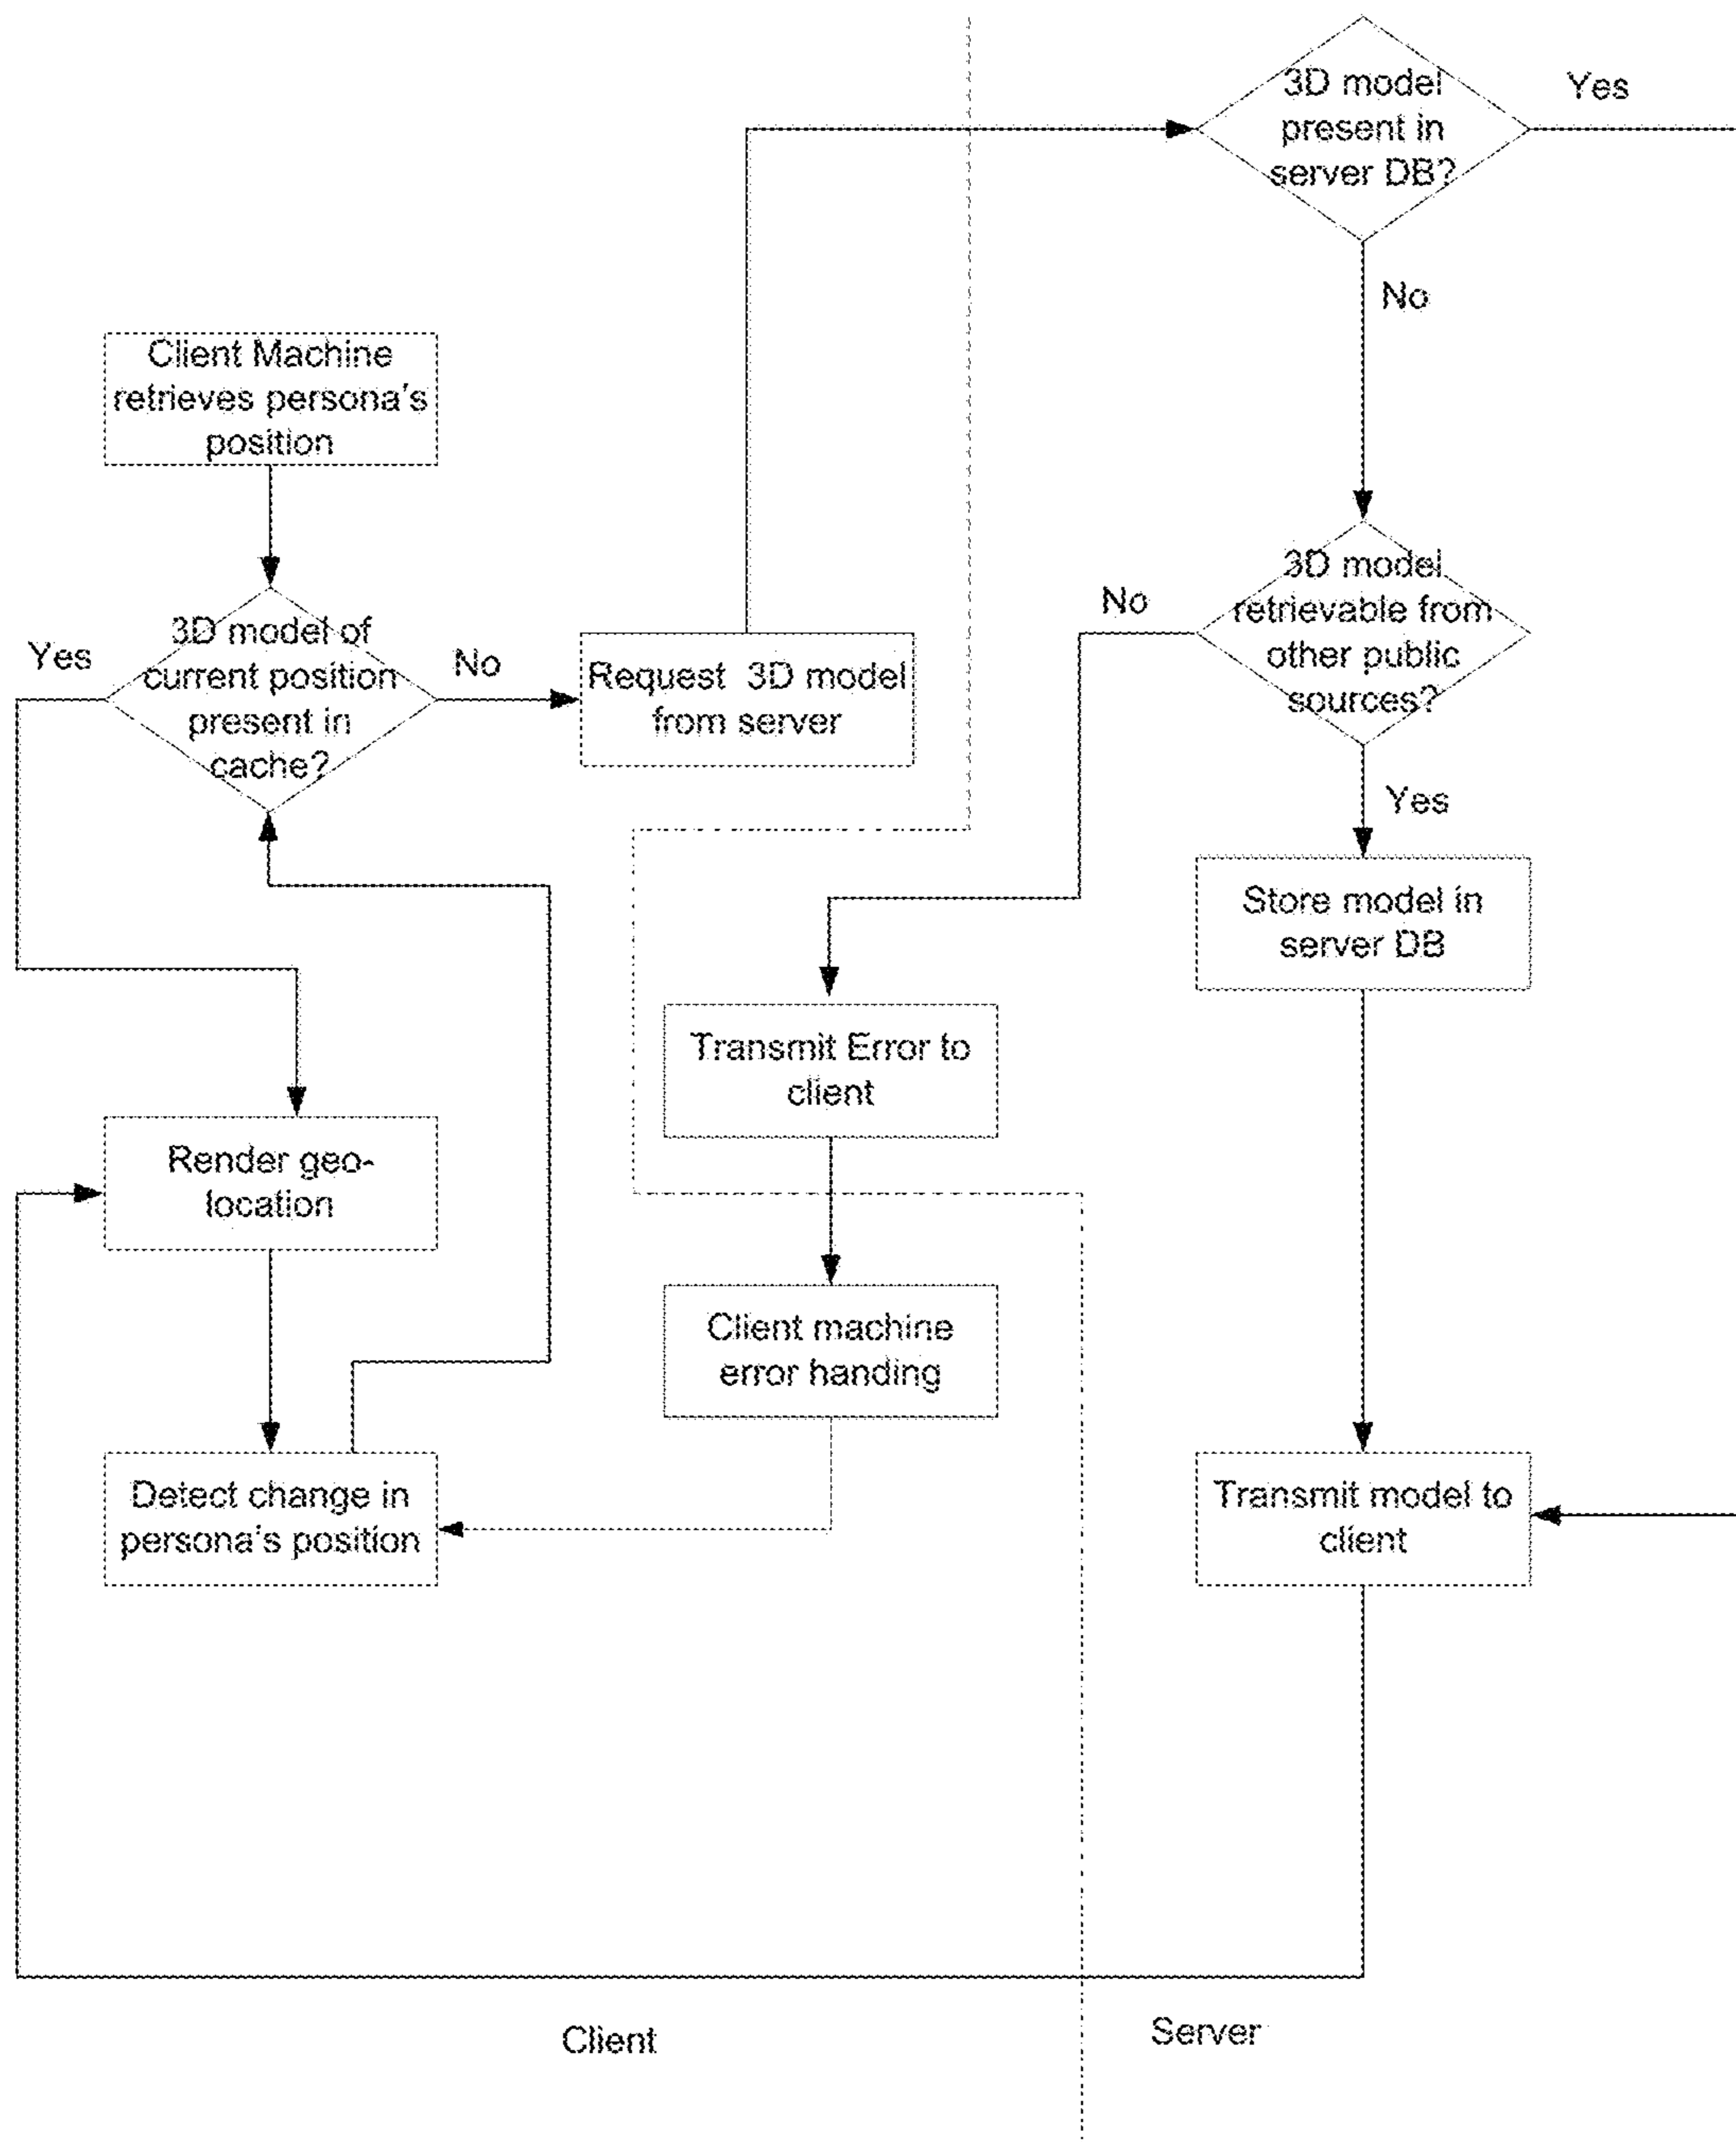 3D model
present in
server DB?
Yes
No
Client Machine
retrieves persona's
position
3D model of
current position
present in
cache?
Yes
No
Request 3D model
from server
3D model
retrievable from
other public
sources?
No
Yes
Store model in
server DB
Transmit Error to
client
Render geo-
location
Client machine
error handing
Detect change in
persona's position
Transmit model to
client
Client
Server